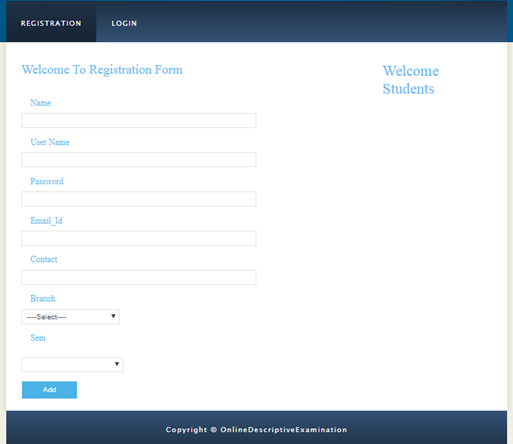 REGISTRATION LOGIN
Welcome To Registration Form
Welcome
Students
Name
User Name
Password
Email_Id
Contact
Branch
----Select----
Sem
Add
Copyright © OnlineDescriptiveExamination